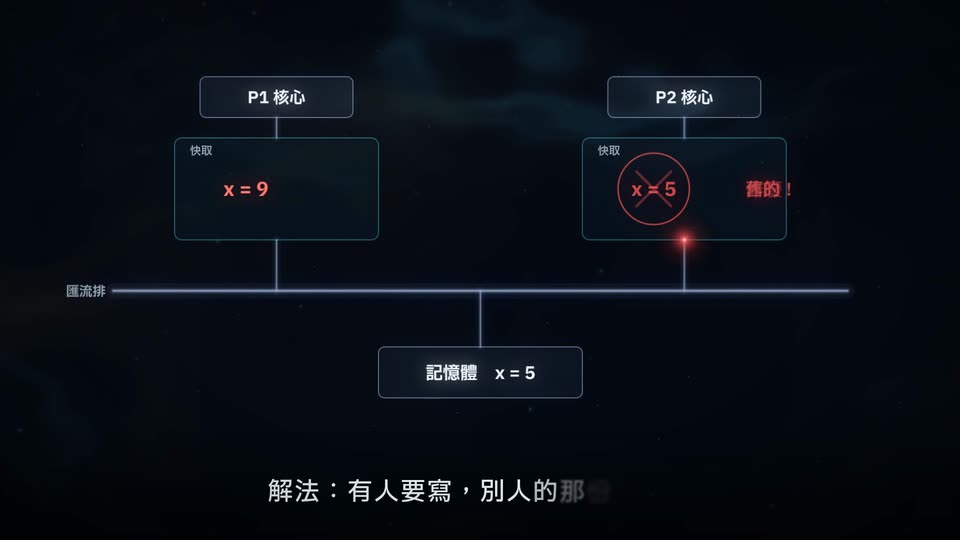 P1 核心
P2 核心
快取
快取
x = 9
x = 5
舊的！
匯流排
記憶體 x = 5
解法：有人要寫，別人的那份